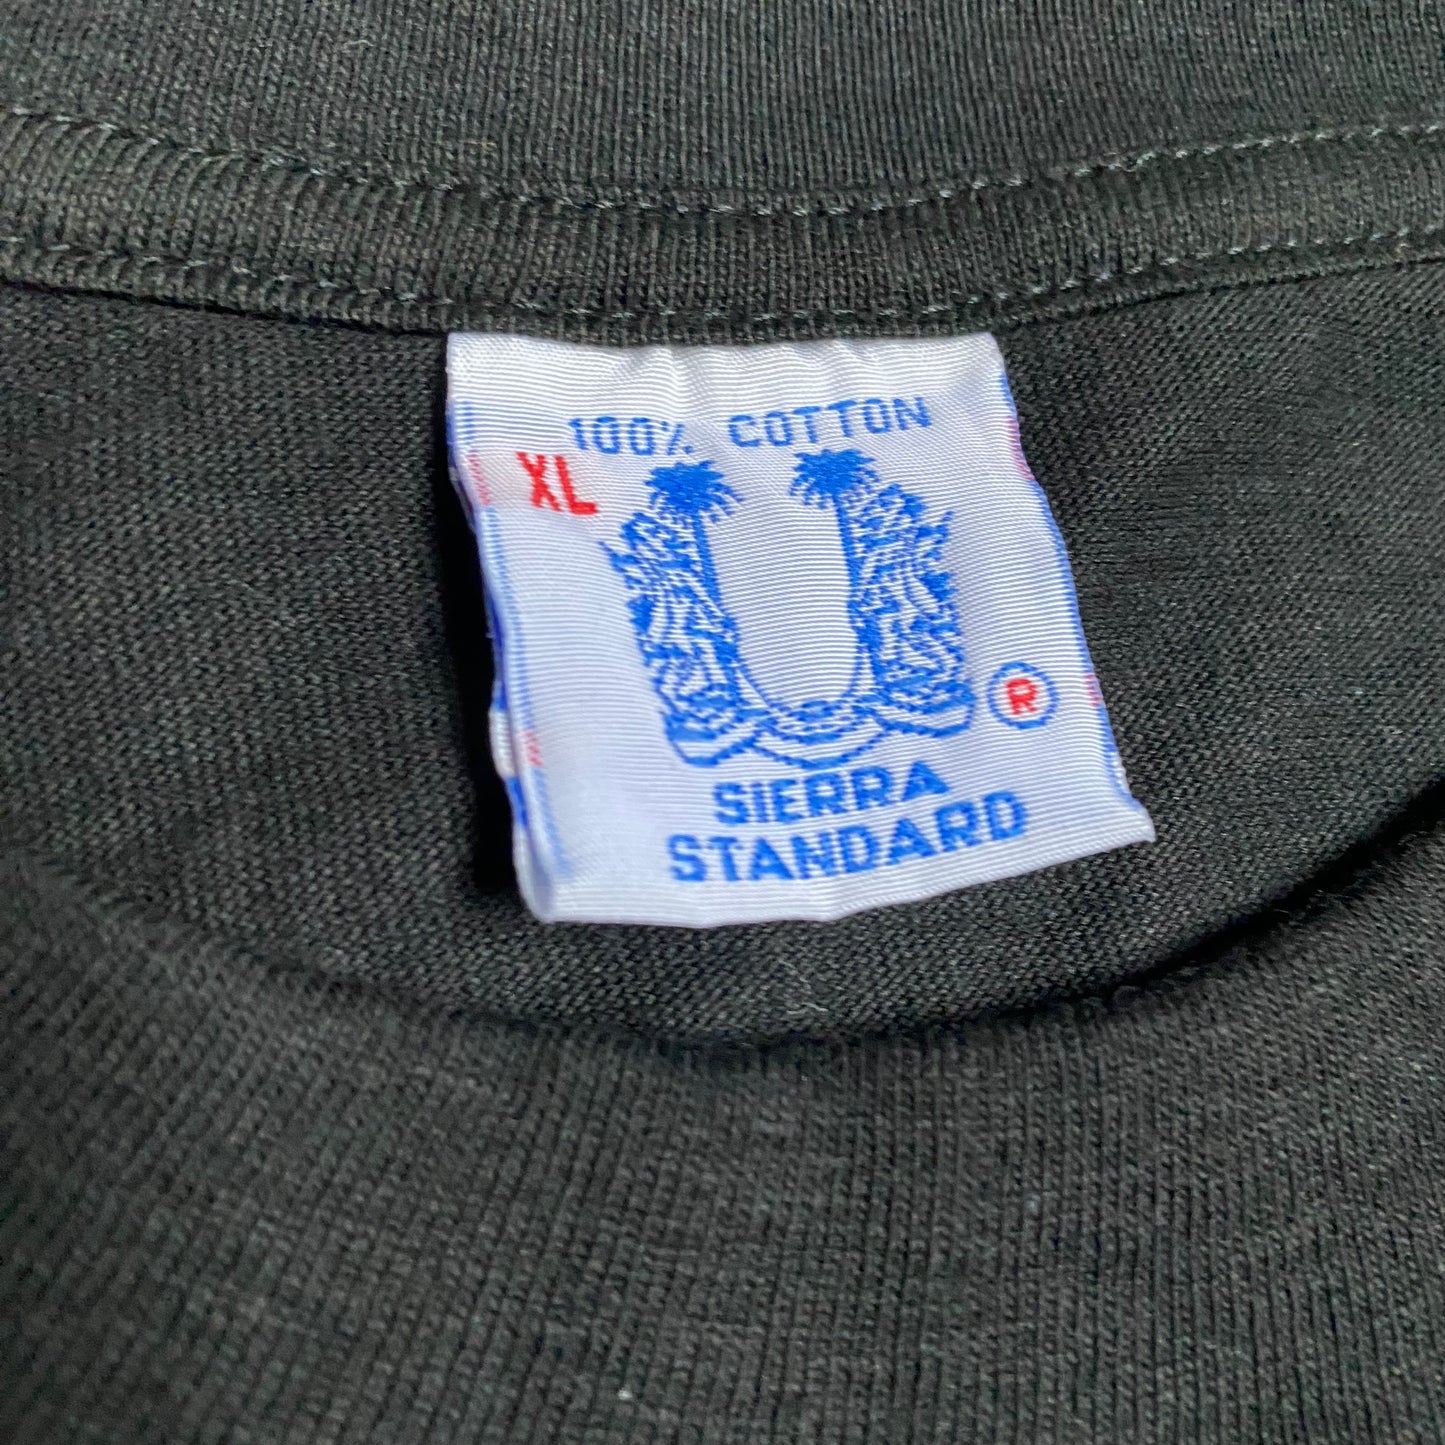 100% COTTON
XL
R
SIERRA
STANDARD